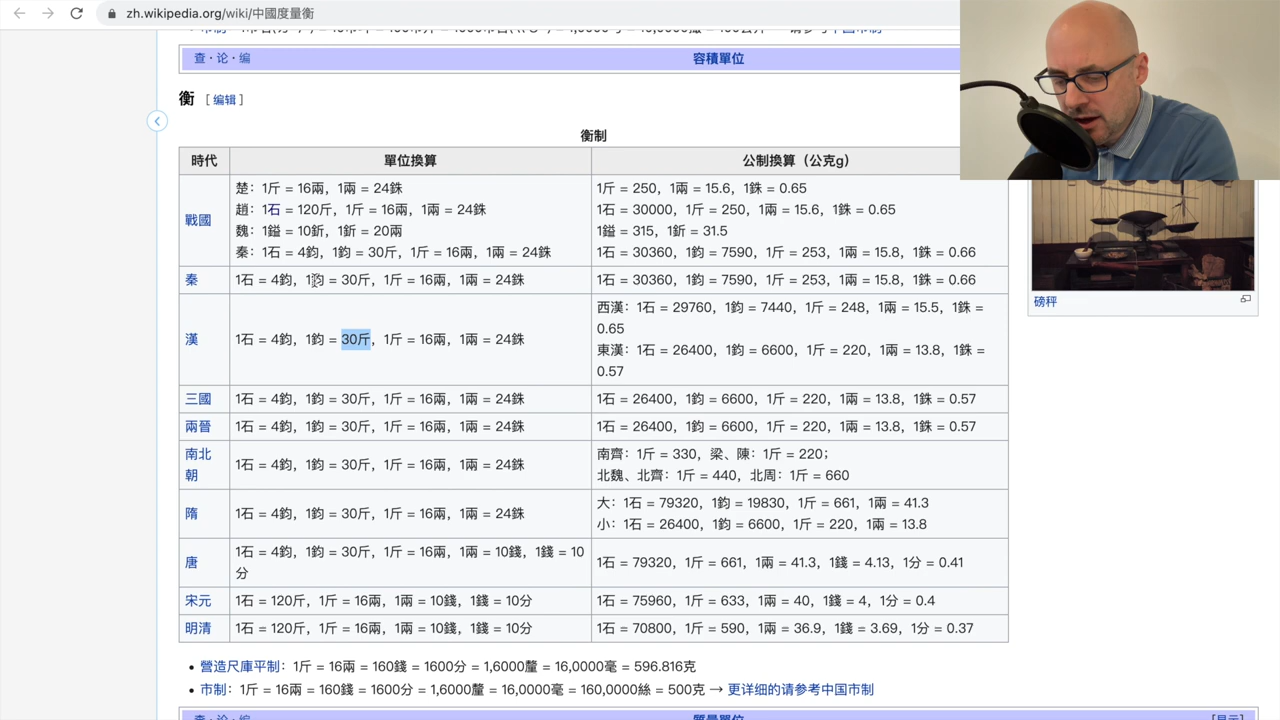 zh.wikipedia.org/wiki/中國度量衡
查·论·编
容積單位
衡 [ 编辑 ]
衡制
時代 單位換算 公制換算（公克g）
戰國
楚：1斤 = 16兩，1兩 = 24銖
趙：1石 = 120斤，1斤 = 16兩，1兩 = 24銖
魏：1鎰 = 10釿，1釿 = 20兩
秦：1石 = 4鈞，1鈞 = 30斤，1斤 = 16兩，1兩 = 24銖
1斤 = 250，1兩 = 15.6，1銖 = 0.65
1石 = 30000，1斤 = 250，1兩 = 15.6，1銖 = 0.65
1鎰 = 315，1釿 = 31.5
1石 = 30360，1鈞 = 7590，1斤 = 253，1兩 = 15.8，1銖 = 0.66
秦 1石 = 4鈞，1鈞 = 30斤，1斤 = 16兩，1兩 = 24銖 1石 = 30360，1鈞 = 7590，1斤 = 253，1兩 = 15.8，1銖 = 0.66
漢 1石 = 4鈞，1鈞 = 30斤，1斤 = 16兩，1兩 = 24銖
西漢：1石 = 29760，1鈞 = 7440，1斤 = 248，1兩 = 15.5，1銖 =
0.65
東漢：1石 = 26400，1鈞 = 6600，1斤 = 220，1兩 = 13.8，1銖 =
0.57
三國 1石 = 4鈞，1鈞 = 30斤，1斤 = 16兩，1兩 = 24銖 1石 = 26400，1鈞 = 6600，1斤 = 220，1兩 = 13.8，1銖 = 0.57
兩晉 1石 = 4鈞，1鈞 = 30斤，1斤 = 16兩，1兩 = 24銖 1石 = 26400，1鈞 = 6600，1斤 = 220，1兩 = 13.8，1銖 = 0.57
南北
朝
1石 = 4鈞，1鈞 = 30斤，1斤 = 16兩，1兩 = 24銖
南齊：1斤 = 330，梁、陳：1斤 = 220；
北魏、北齊：1斤 = 440，北周：1斤 = 660
隋 1石 = 4鈞，1鈞 = 30斤，1斤 = 16兩，1兩 = 24銖
大：1石 = 79320，1鈞 = 19830，1斤 = 661，1兩 = 41.3
小：1石 = 26400，1鈞 = 6600，1斤 = 220，1兩 = 13.8
唐
1石 = 4鈞，1鈞 = 30斤，1斤 = 16兩，1兩 = 10錢，1錢 = 10
分
1石 = 79320，1斤 = 661，1兩 = 41.3，1錢 = 4.13，1分 = 0.41
宋元 1石 = 120斤，1斤 = 16兩，1兩 = 10錢，1錢 = 10分 1石 = 75960，1斤 = 633，1兩 = 40，1錢 = 4，1分 = 0.4
明清 1石 = 120斤，1斤 = 16兩，1兩 = 10錢，1錢 = 10分 1石 = 70800，1斤 = 590，1兩 = 36.9，1錢 = 3.69，1分 = 0.37
磅秤
• 營造尺庫平制：1斤 = 16兩 = 160錢 = 1600分 = 1,6000釐 = 16,0000毫 = 596.816克
• 市制：1斤 = 16兩 = 160錢 = 1600分 = 1,6000釐 = 16,0000毫 = 160,0000絲 = 500克 → 更详细的请参考中国市制
查·论·编
質量單位
[显示]